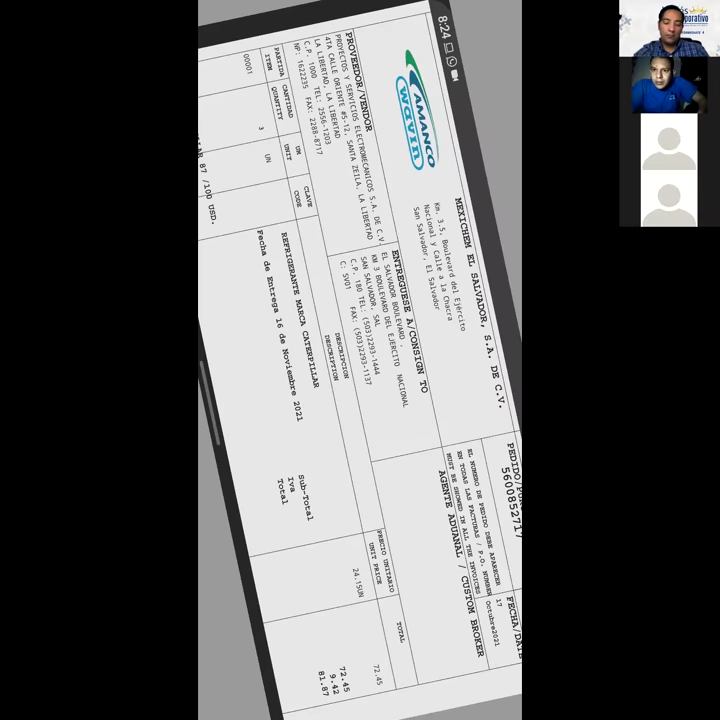 8:24
AMANCO
wavin
MEXICHEM EL SALVADOR, S.A. DE C.V.
Km. 3.5, Boulevard del Ejército
Nacional y Calle a la Chacra
San Salvador, El Salvador
5600852717
EL NUMERO DE PEDIDO DEBE APARECER
EN TODAS LAS FACTURAS / P.O. NUMBER
MUST BE SHOWED IN ALL THE INVOICES
FECHA/DATE
17 Octubre2021
AGENTE ADUANAL / CUSTOM BROKER
PROVEEDOR/VENDOR
PROYECTOS Y SERVICIOS ELECTROMECANICOS S.A. DE C.V.
4TA CALLE ORIENTE #5-12, SANTA ZEILA, LA LIBERTAD
LA LIBERTAD, LA LIBERTAD
C.P. 1000 TEL: 2556-1203
NP: 1622235 FAX: 2288-8717
ENTREGUESE A/CONSIGN TO
EL SALVADOR BOULEVARD ,
KM 3 BOULEVARD DEL EJERCITO NACIONAL
SAN SALVADOR, SAL
C.P. 180 TEL: (503)2293-1444
C: SV01 FAX: (503)2293-1137
PARTIDA CANTIDAD UM CLAVE DESCRIPCION PRECIO UNITARIO TOTAL
ITEM QUANTITY UNIT CODE DESCRIPTION UNIT PRICE
00001 3 UN REFRIGERANTE MARCA CATERPILLAR 24.15UN 72.45
Fecha de Entrega 16 de Noviembre 2021
Sub-Total 72.45
Iva 9.42
Total 81.87
87 /100 USD.